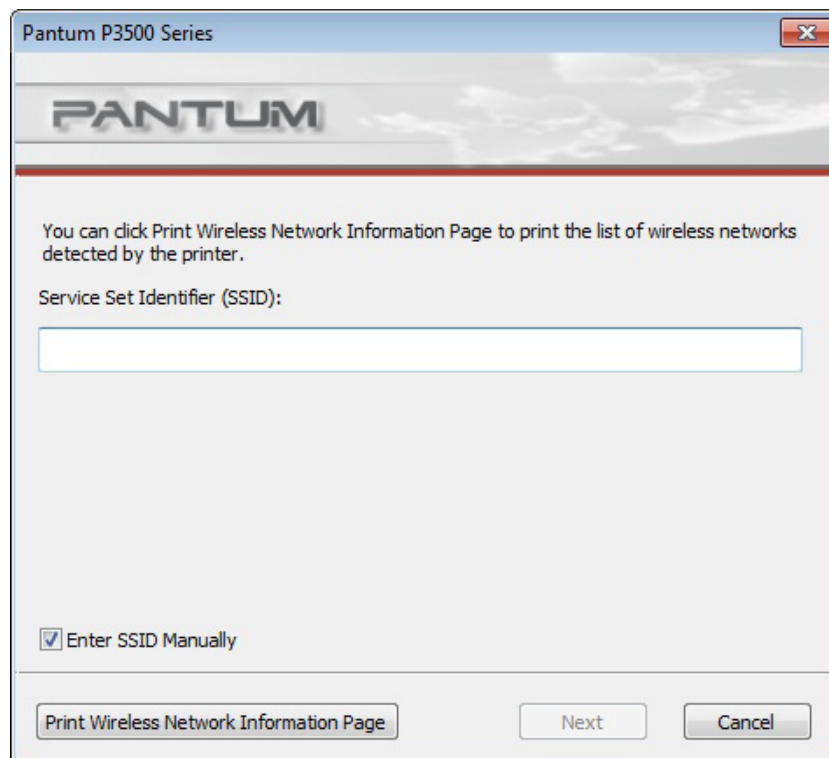 Pantum P3500 Series
PANTUM
You can click Print Wireless Network Information Page to print the list of wireless networks
detected by the printer.
Service Set Identifier (SSID):
Enter SSID Manually
Print Wireless Network Information Page
Next
Cancel